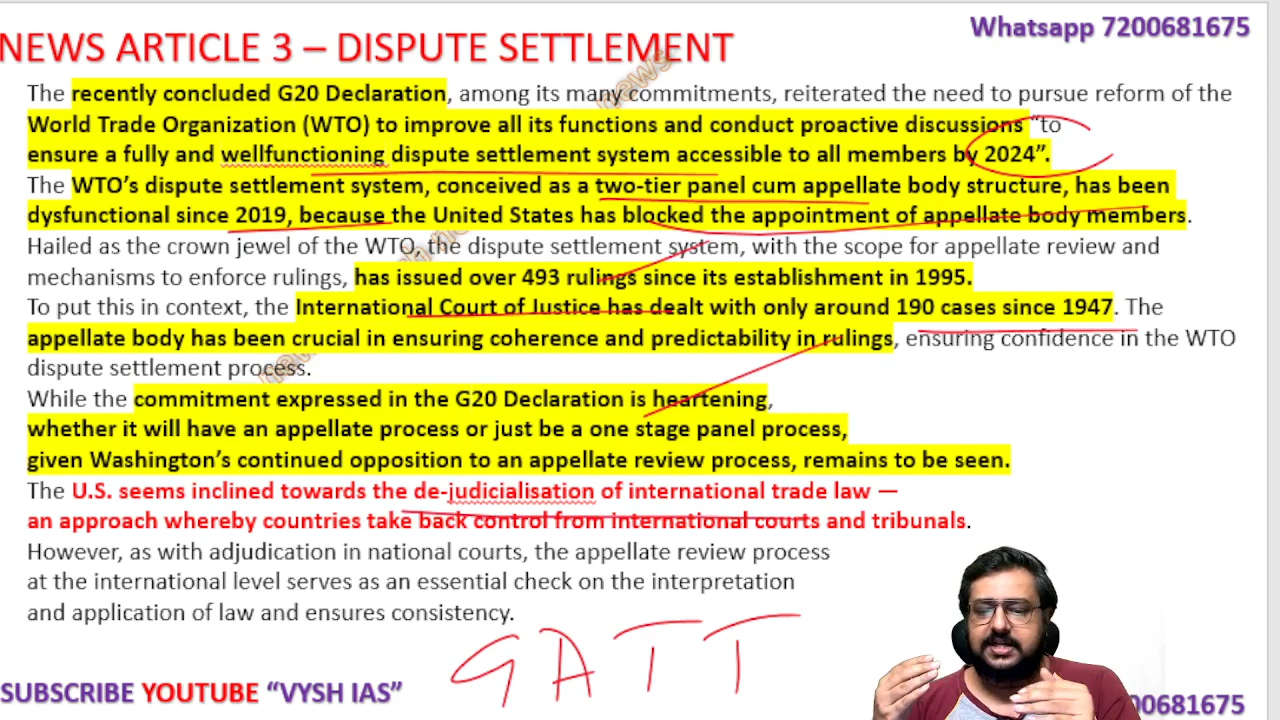 Whatsapp 7200681675
NEWS ARTICLE 3 – DISPUTE SETTLEMENT
news
The recently concluded G20 Declaration, among its many commitments, reiterated the need to pursue reform of the
World Trade Organization (WTO) to improve all its functions and conduct proactive discussions “to
ensure a fully and wellfunctioning dispute settlement system accessible to all members by 2024”.
The WTO’s dispute settlement system, conceived as a two-tier panel cum appellate body structure, has been
dysfunctional since 2019, because the United States has blocked the appointment of appellate body members.
Hailed as the crown jewel of the WTO, the dispute settlement system, with the scope for appellate review and
mechanisms to enforce rulings, has issued over 493 rulings since its establishment in 1995.
To put this in context, the International Court of Justice has dealt with only around 190 cases since 1947. The
appellate body has been crucial in ensuring coherence and predictability in rulings, ensuring confidence in the WTO
dispute settlement process.
While the commitment expressed in the G20 Declaration is heartening,
whether it will have an appellate process or just be a one stage panel process,
given Washington’s continued opposition to an appellate review process, remains to be seen.
The U.S. seems inclined towards the de-judicialisation of international trade law —
an approach whereby countries take back control from international courts and tribunals.
However, as with adjudication in national courts, the appellate review process
at the international level serves as an essential check on the interpretation
and application of law and ensures consistency.
GATT
SUBSCRIBE YOUTUBE “VYSH IAS”
00681675